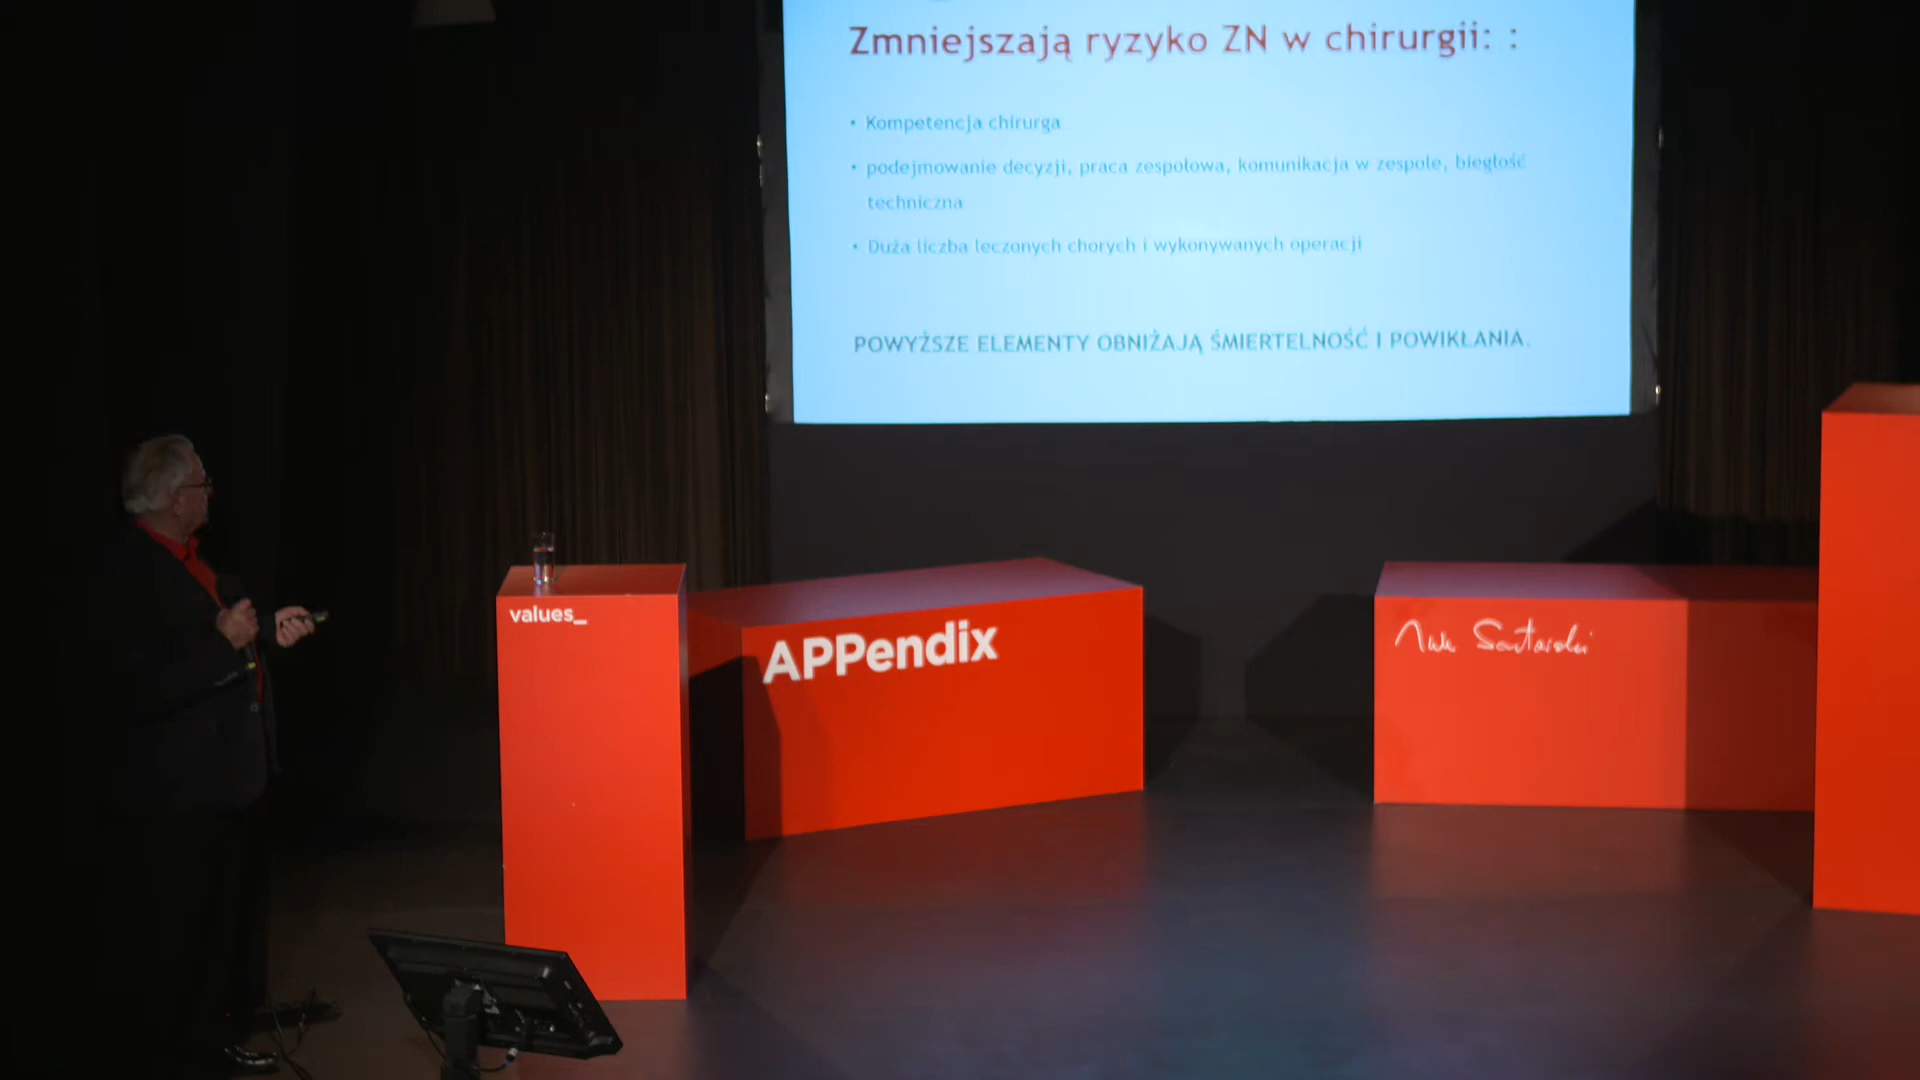 Zmniejszają ryzyko ZN w chirurgii: :
• Kompetencja chirurga
• podejmowanie decyzji, praca zespołowa, komunikacja w zespole, biegłość
techniczna
• Duża liczba leczonych chorych i wykonywanych operacji
POWYŻSZE ELEMENTY OBNIŻAJĄ ŚMIERTELNOŚĆ I POWIKŁANIA.
values_
APPendix